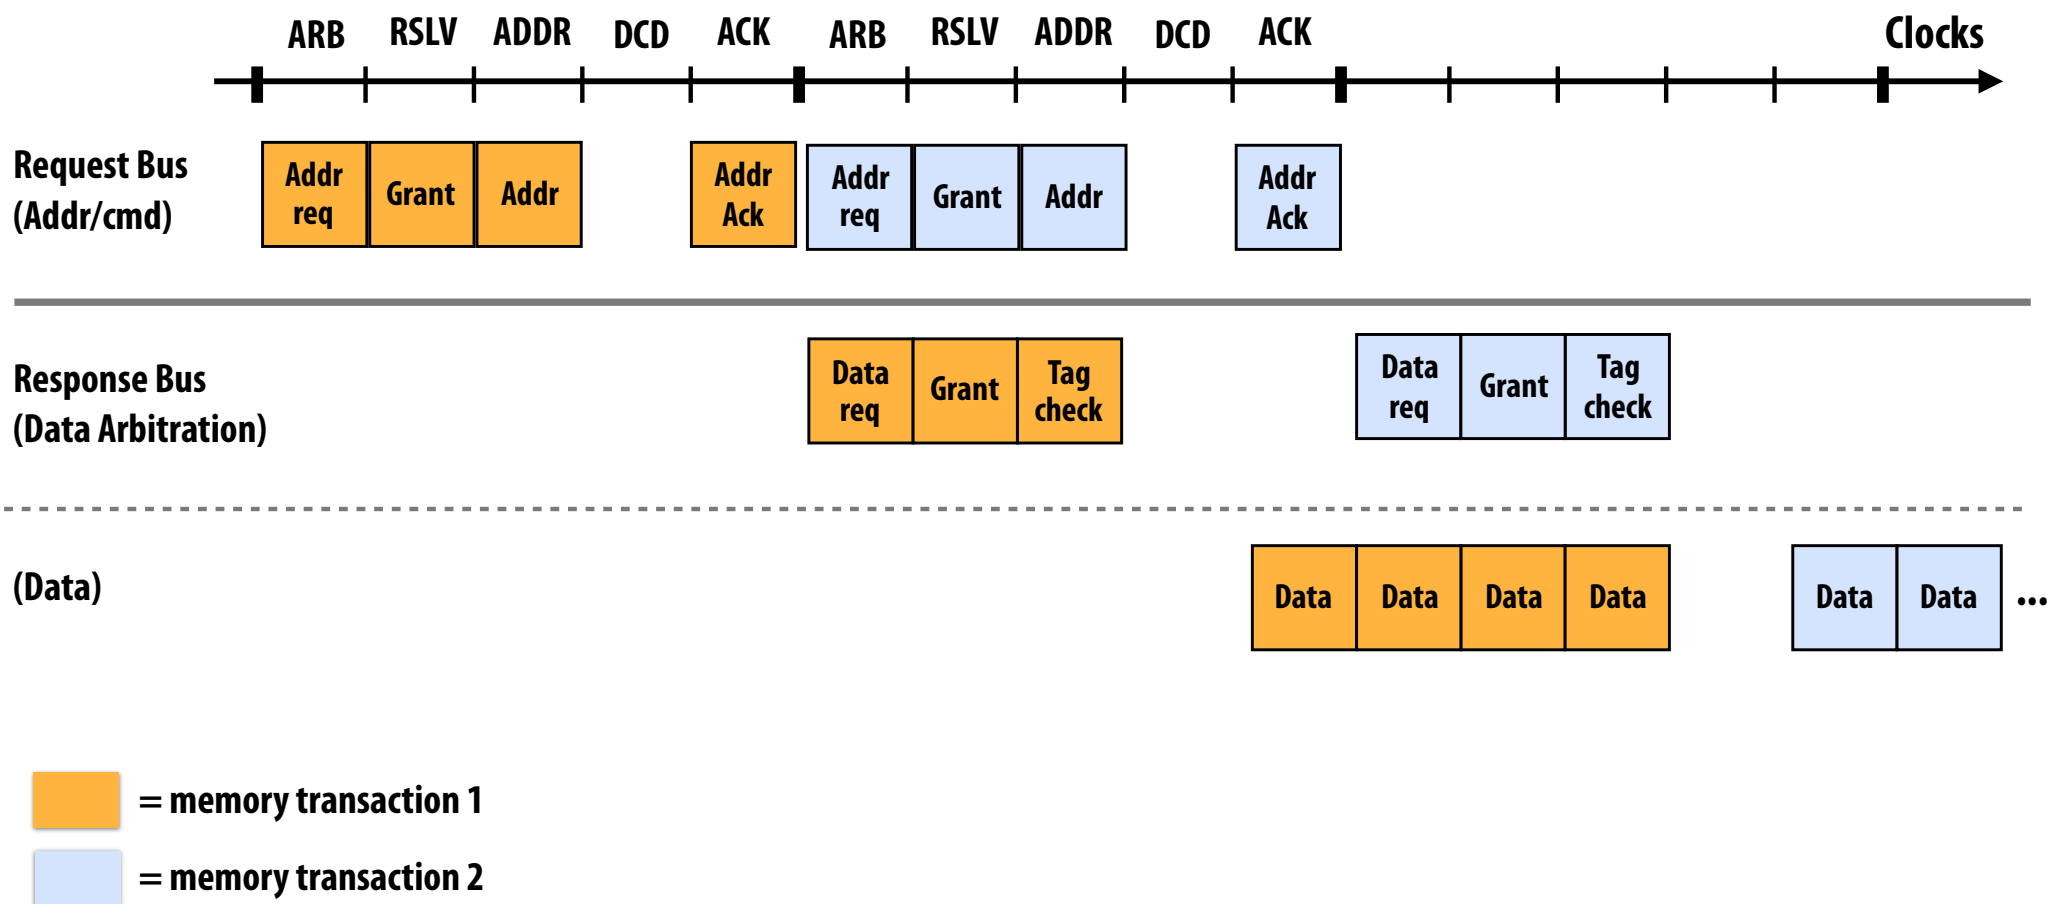 ARB RSLV ADDR DCD ACK ARB RSLV ADDR DCD ACK Clocks
Request Bus
(Addr/cmd)
Addr
req
Grant
Addr
Addr
Ack
Addr
req
Grant
Addr
Addr
Ack
Response Bus
(Data Arbitration)
Data
req
Grant
Tag
check
Data
req
Grant
Tag
check
(Data)
Data Data Data Data Data Data ...
= memory transaction 1
= memory transaction 2